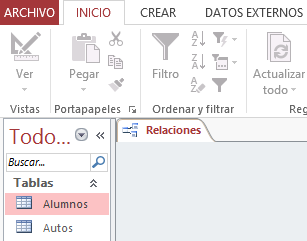 ARCHIVO INICIO CREAR DATOS EXTERNOS
Ver Pegar Filtro Actualizar todo
Vistas Portapapeles Ordenar y filtrar Reg
Todo... «
Relaciones
Buscar...
Tablas
Alumnos
Autos